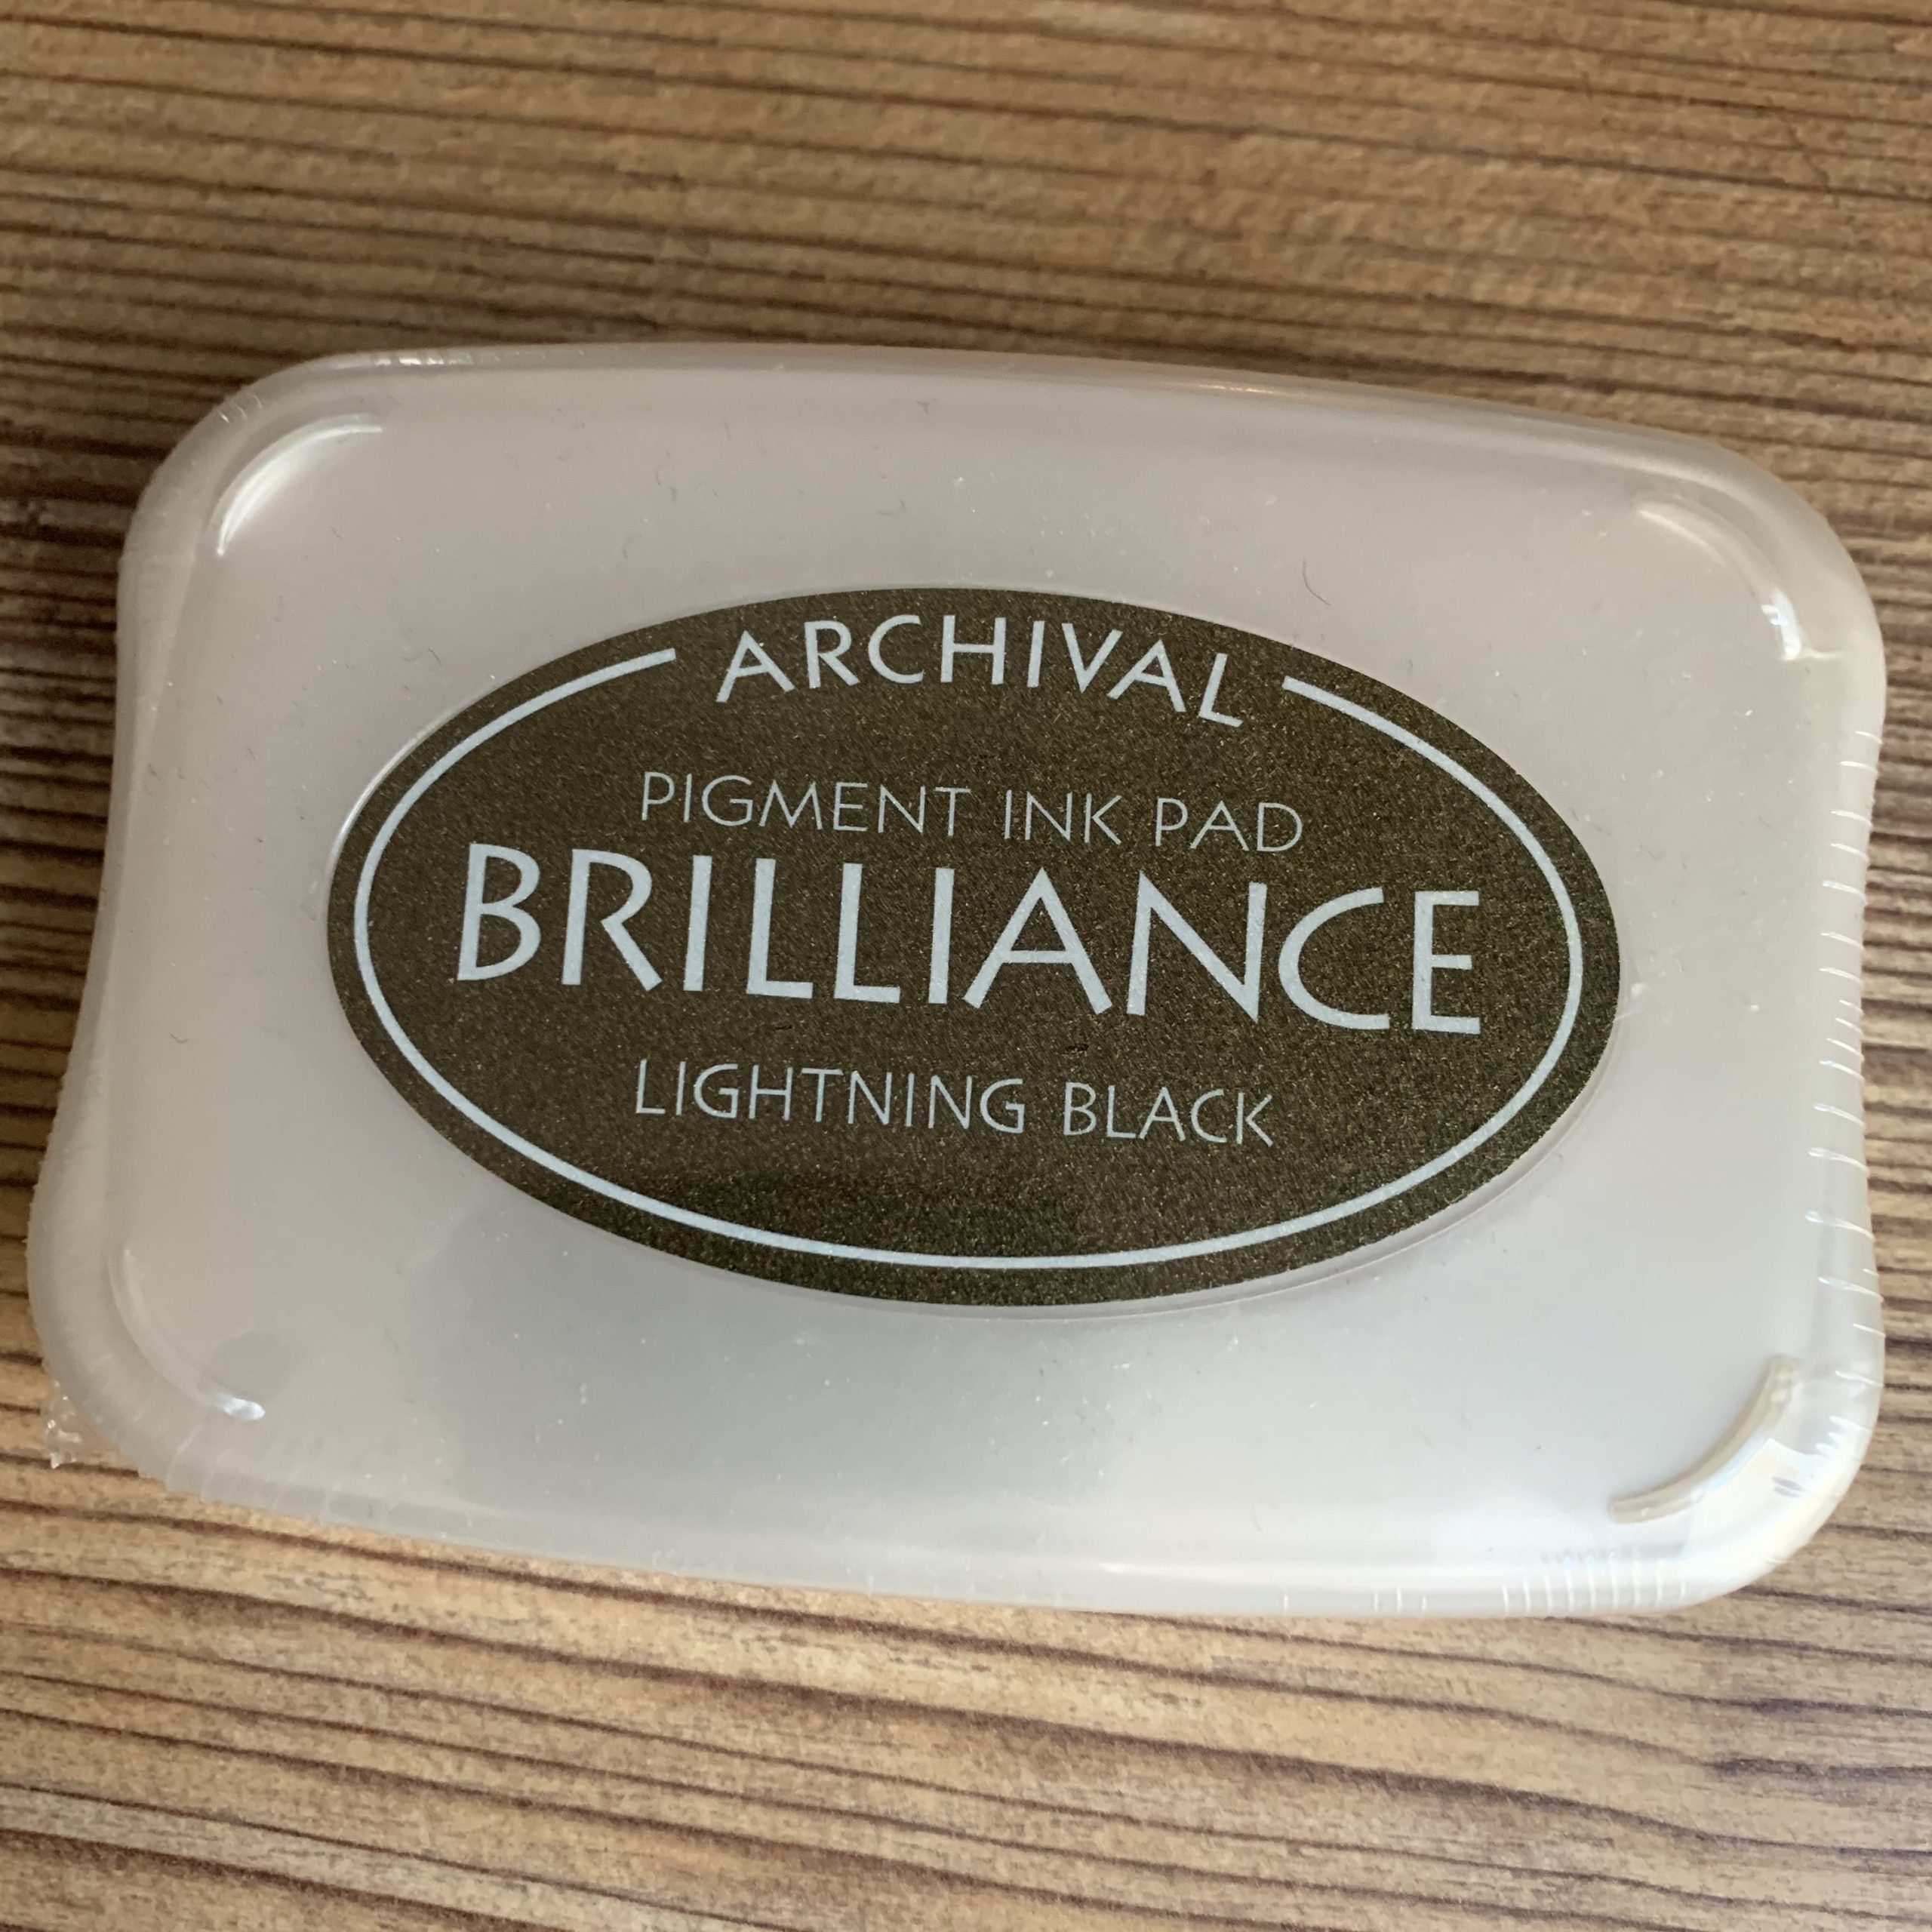 ARCHIVAL
PIGMENT INK PAD
BRILLIANCE
LIGHTNING BLACK